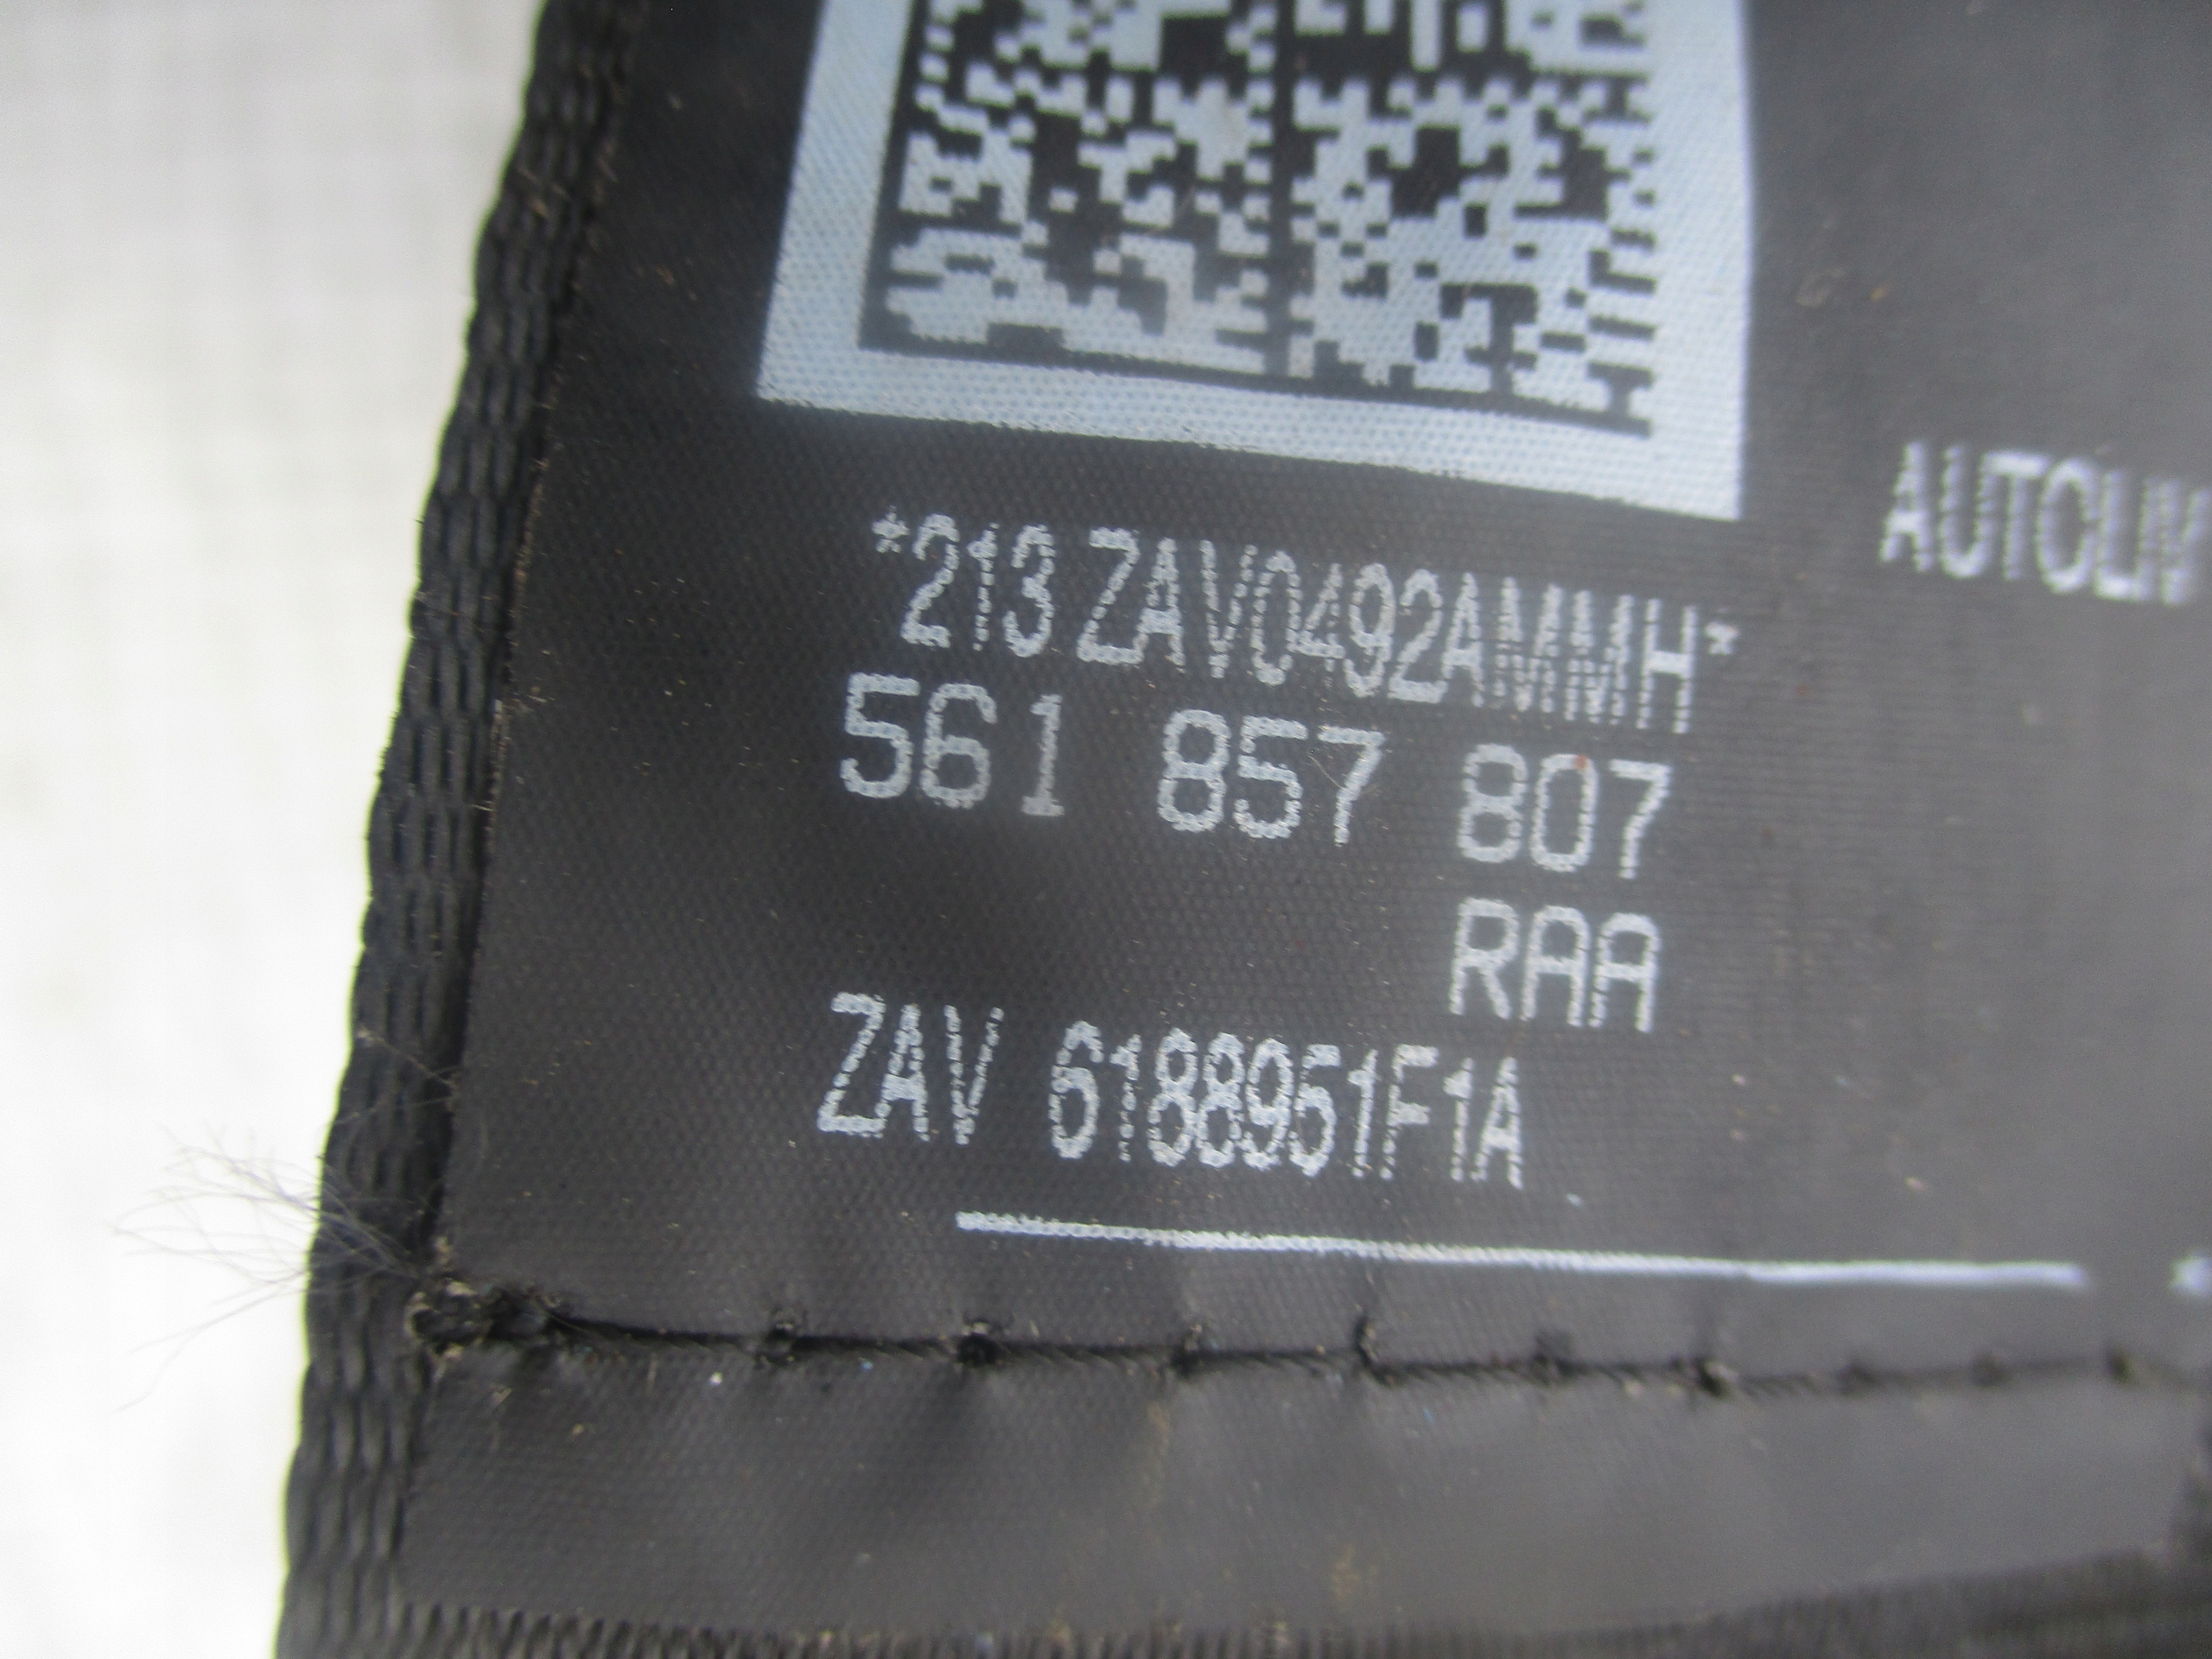 AUTOLIV
*213 ZAV0492AMMH*
561 857 807
RAA
ZAV 6188951F1A